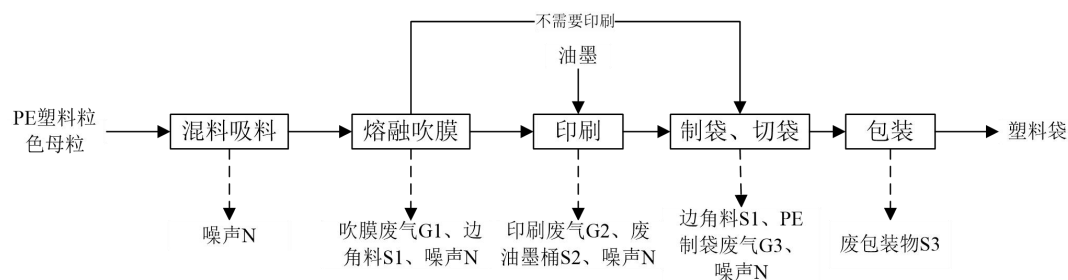 不需要印刷
油墨
PE塑料粒
色母粒
混料吸料
熔融吹膜
印刷
制袋、切袋
包装
塑料袋
噪声N
吹膜废气G1、边
角料S1、噪声N
印刷废气G2、废
油墨桶S2、噪声N
边角料S1、PE
制袋废气G3、
噪声N
废包装物S3